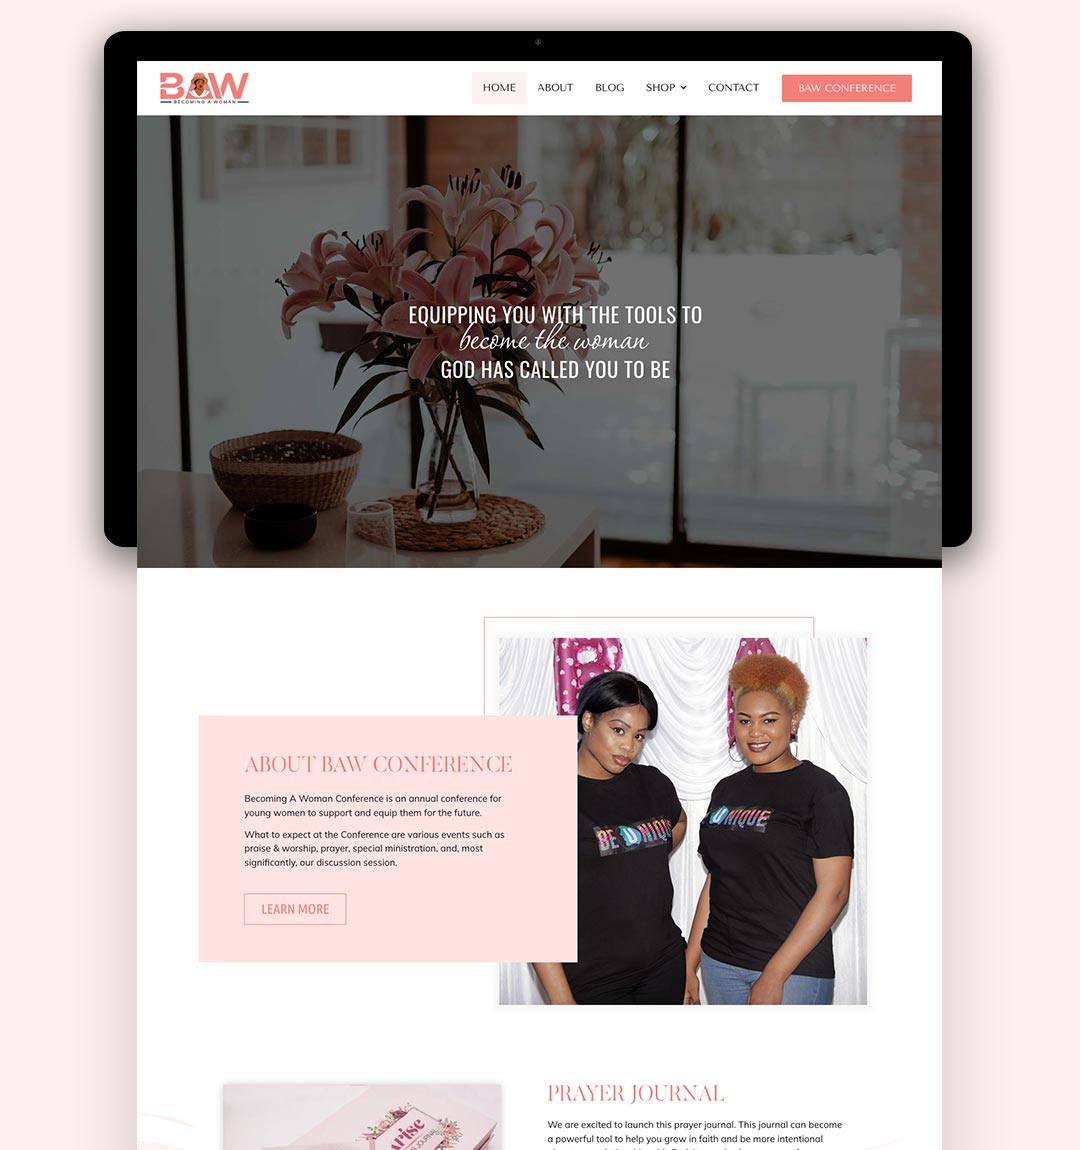 BAW
BECOMING A WOMAN
HOME
ABOUT
BLOG
SHOP
CONTACT
BAW CONFERENCE
EQUIPPING YOU WITH THE TOOLS TO
become the woman
GOD HAS CALLED YOU TO BE
ABOUT BAW CONFERENCE
Becoming A Woman Conference is an annual conference for
young women to support and equip them for the future.
What to expect at the Conference are various events such as
praise & worship, prayer, special ministration, and, most
significantly, our discussion session.
LEARN MORE
BE UNIQUE
UNIQUE
PRAYER JOURNAL
We are excited to launch this prayer journal. This journal can become
a powerful tool to help you grow in faith and be more intentional